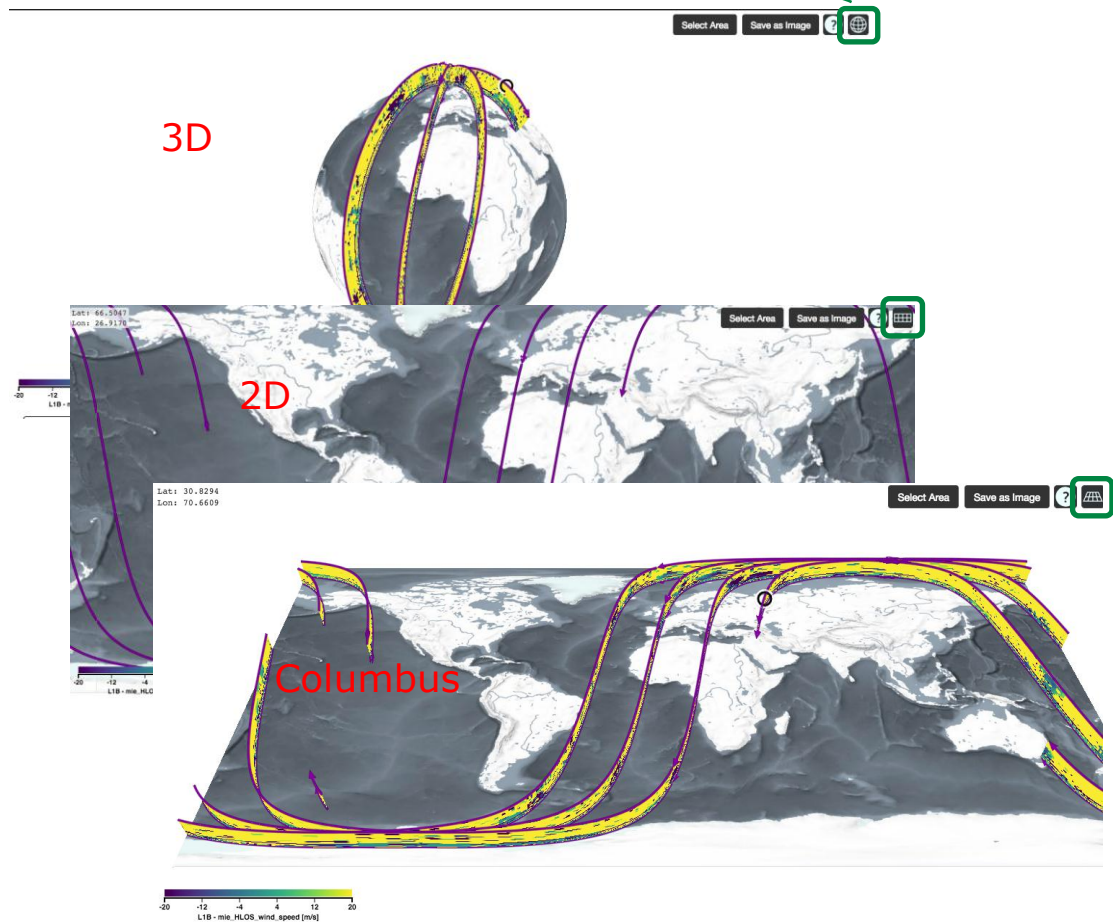 Select Area Save as Image ?
3D
Lat: 66.5047
Lon: 26.9170
Select Area Save as Image ?
2D
-20 -12
L1B - m
Lat: 30.8294
Lon: 70.6609
Select Area Save as Image ?
Columbus
-20 -12 -4
L1B - mie_HLO
-20 -12 -4 4 12 20
L1B - mie_HLOS_wind_speed [m/s]